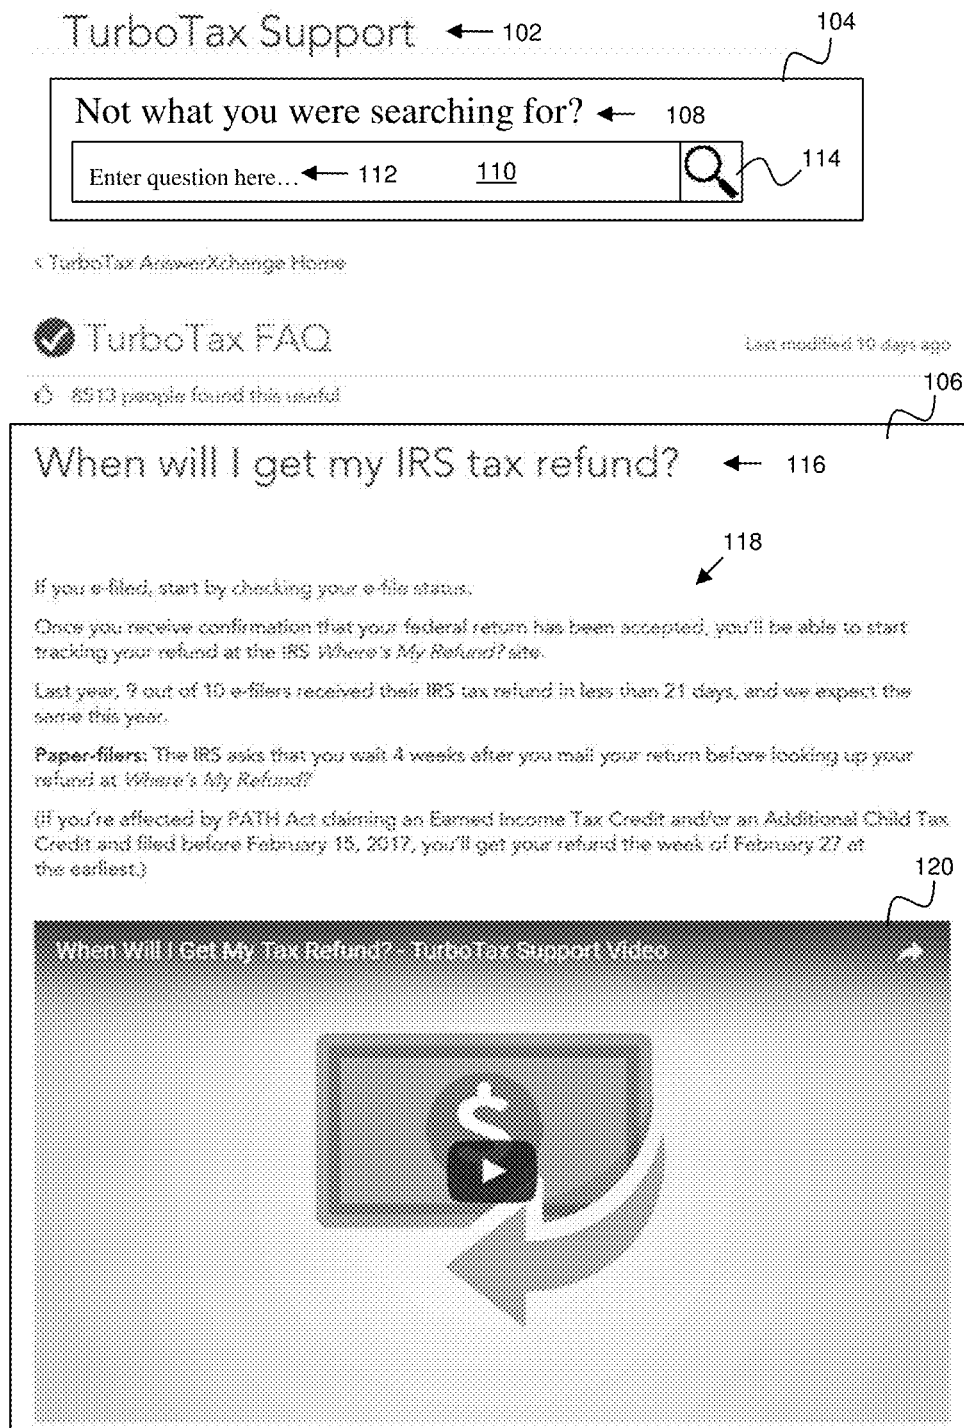 TurboTax Support 102
104
Not what you were searching for? 108
Enter question here... 112 110 114
< TurboTax AnswerXchange Home
TurboTax FAQ Last modified 10 days ago
8513 people found this useful
106
When will I get my IRS tax refund? 116
118
If you e-filed, start by checking your e-file status.
Once you receive confirmation that your federal return has been accepted, you'll be able to start
tracking your refund at the IRS Where's My Refund? site.
Last year, 9 out of 10 e-filers received their IRS tax refund in less than 21 days, and we expect the
same this year.
Paper-filers: The IRS asks that you wait 4 weeks after you mail your return before looking up your
refund at Where's My Refund?
(If you're affected by PATH Act claiming an Earned Income Tax Credit and/or an Additional Child Tax
Credit and filed before February 15, 2017, you'll get your refund the week of February 27 at
the earliest.)
120
When Will I Get My Tax Refund? - TurboTax Support Video
$